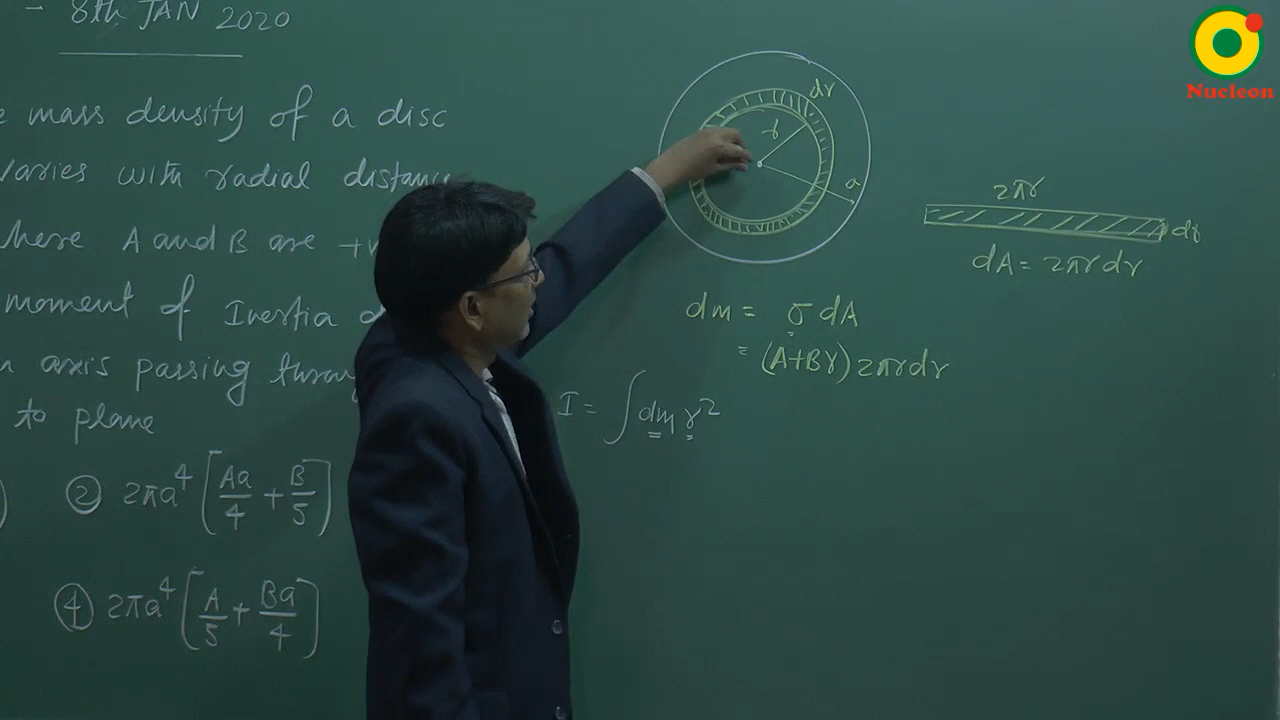 - 8th JAN 2020
Nucleon
e mass density of a disc
varies with radial distance
here A and B are +v
moment of Inertia
axis passing throug
to plane
② 2πa⁴[Aa/4 + B/5]
④ 2πa⁴[A/5 + Ba/4]
dr
r
a
2πr
dr
dA = 2πr dr
dm = σ dA
= (A+Br) 2πr dr
I = ∫ dm r²